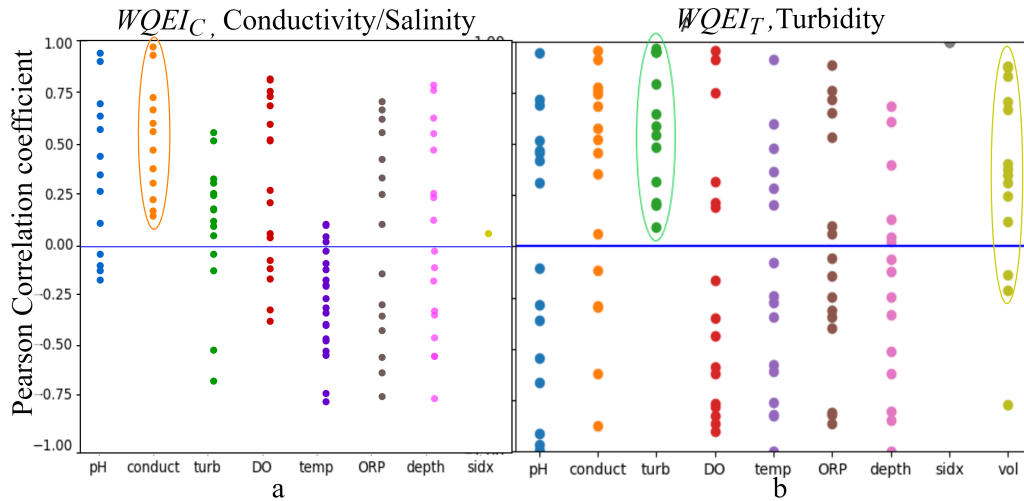 WQEI_C, Conductivity/Salinity
WQEI_T, Turbidity
Pearson Correlation coefficient
1.00
0.75
0.50
0.25
0.00
−0.25
−0.50
−0.75
−1.00
1.00
pH conduct turb DO temp ORP depth sidx
pH conduct turb DO temp ORP depth sidx vol
a
b